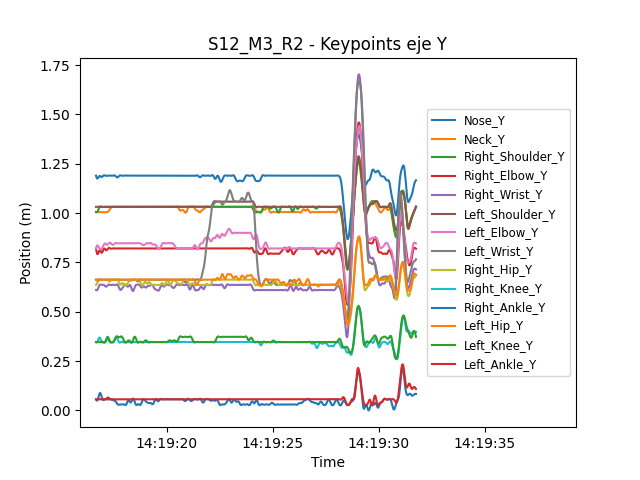 S12_M3_R2 - Keypoints eje Y
Position (m)
1.75
1.50
1.25
1.00
0.75
0.50
0.25
0.00
Nose_Y
Neck_Y
Right_Shoulder_Y
Right_Elbow_Y
Right_Wrist_Y
Left_Shoulder_Y
Left_Elbow_Y
Left_Wrist_Y
Right_Hip_Y
Right_Knee_Y
Right_Ankle_Y
Left_Hip_Y
Left_Knee_Y
Left_Ankle_Y
14:19:20 14:19:25 14:19:30 14:19:35
Time